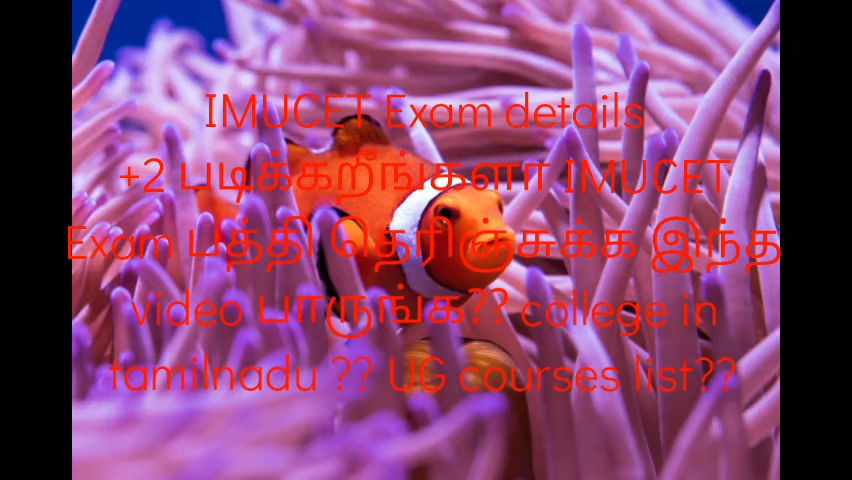 IMUCET Exam details
+2 படிக்கறீங்களா IMUCET
Exam பத்தி தெரிஞ்சுக்க இந்த
video பாருங்க?? college in
tamilnadu ?? UG courses list??